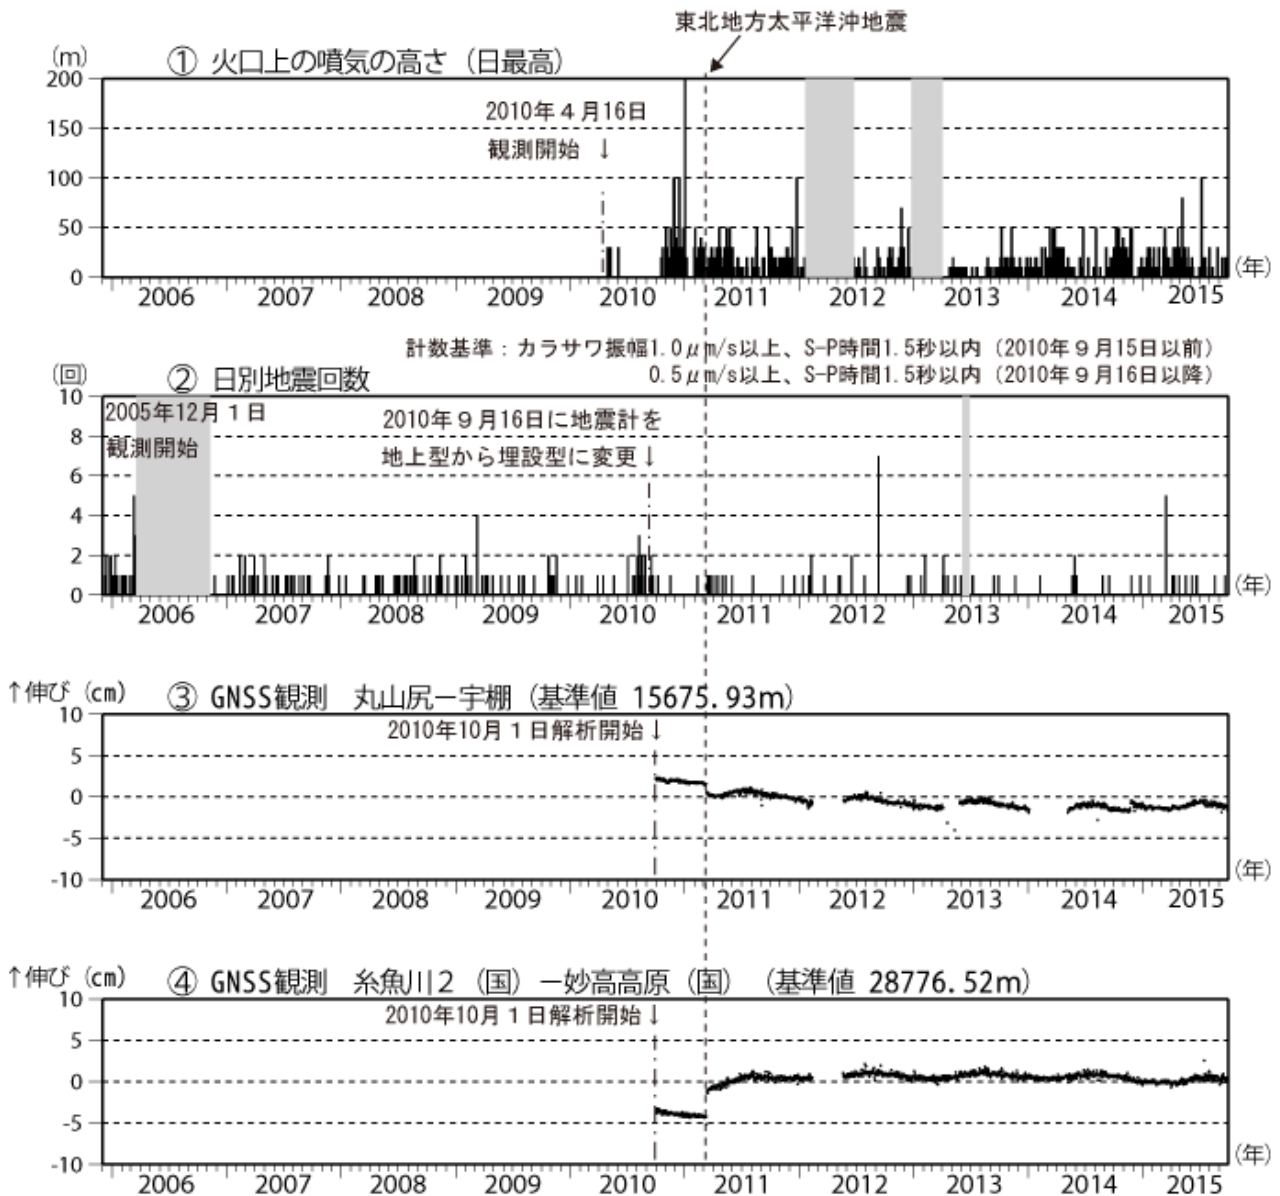 東北地方太平洋沖地震
(m) ① 火口上の噴気の高さ（日最高）
200
150
100
50
0
2010年４月16日
観測開始 ↓
(年)
2006 2007 2008 2009 2010 2011 2012 2013 2014 2015
計数基準：カラサワ振幅1.0μm/s以上、S-P時間1.5秒以内（2010年９月15日以前）
0.5μm/s以上、S-P時間1.5秒以内（2010年９月16日以降）
(回) ② 日別地震回数
10
8
6
4
2
0
2005年12月１日
観測開始
2010年９月16日に地震計を
地上型から埋設型に変更↓
(年)
2006 2007 2008 2009 2010 2011 2012 2013 2014 2015
↑伸び（cm） ③ GNSS観測 丸山尻－宇棚（基準値 15675.93m）
10
5
0
-5
-10
2010年10月１日解析開始↓
(年)
2006 2007 2008 2009 2010 2011 2012 2013 2014 2015
↑伸び（cm） ④ GNSS観測 糸魚川２（国）－妙高高原（国）（基準値 28776.52m）
10
5
0
-5
-10
2010年10月１日解析開始↓
(年)
2006 2007 2008 2009 2010 2011 2012 2013 2014 2015